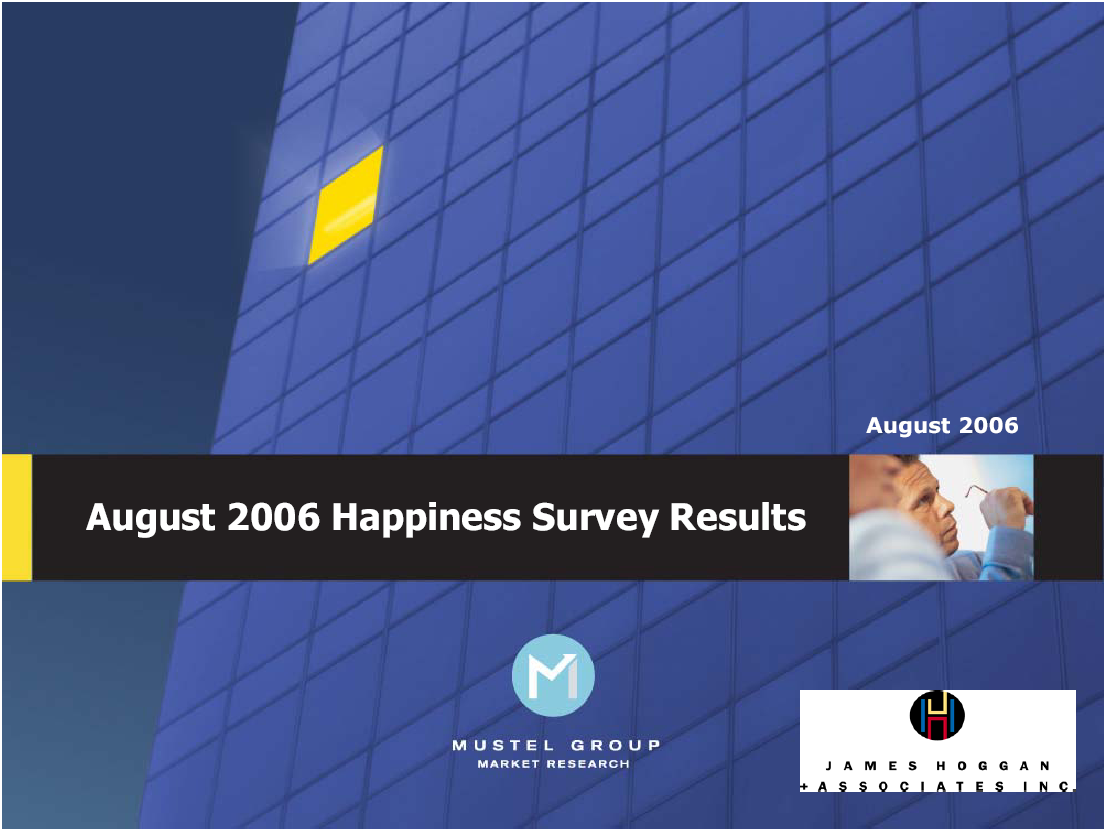 August 2006
August 2006 Happiness Survey Results
MUSTEL GROUP
MARKET RESEARCH
JAMES HOGGAN
+ASSOCIATES INC.